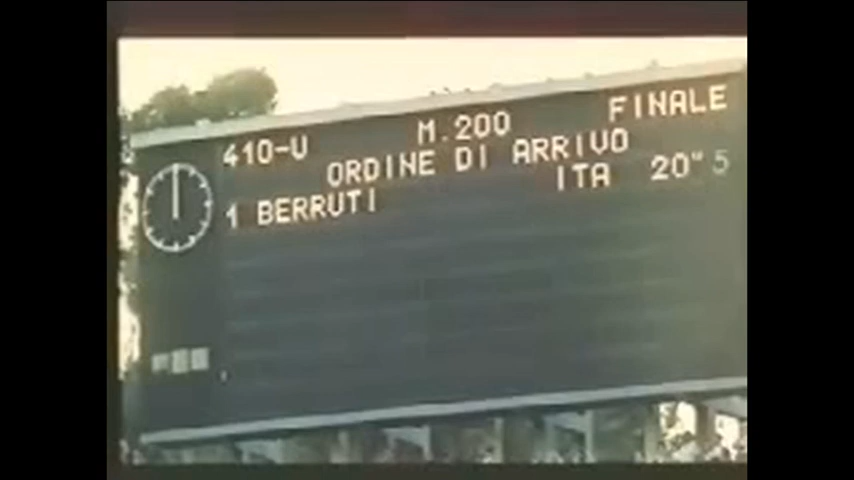 410-U M.200 FINALE
ORDINE DI ARRIVO
1 BERRUTI ITA 20" 5